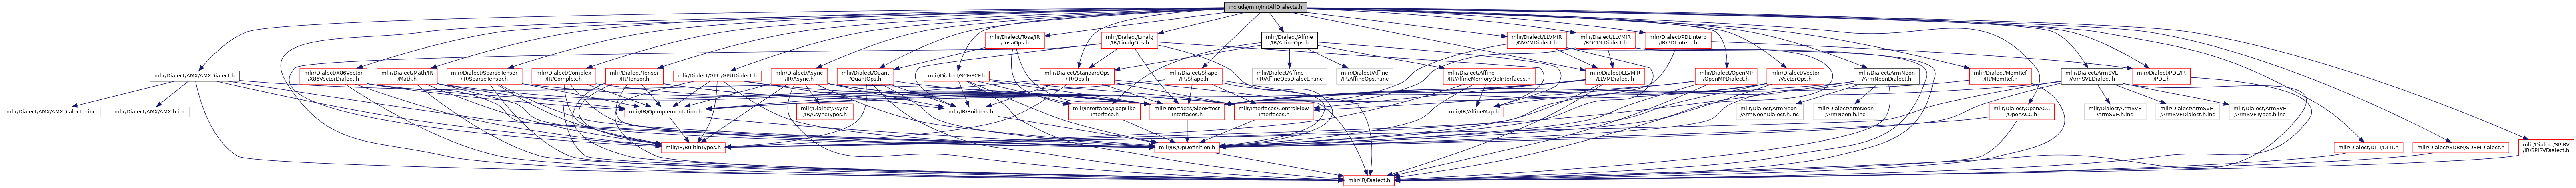 include/mlir/InitAllDialects.h
mlir/Dialect/Tosa/IR
/TosaOps.h
mlir/Dialect/Linalg
/IR/LinalgOps.h
mlir/Dialect/Affine
/IR/AffineOps.h
mlir/Dialect/LLVMIR
/NVVMDialect.h
mlir/Dialect/LLVMIR
/ROCDLDialect.h
mlir/Dialect/PDLInterp
/IR/PDLInterp.h
mlir/Dialect/AMX/AMXDialect.h
mlir/Dialect/X86Vector
/X86VectorDialect.h
mlir/Dialect/Math/IR
/Math.h
mlir/Dialect/SparseTensor
/IR/SparseTensor.h
mlir/Dialect/Complex
/IR/Complex.h
mlir/Dialect/Tensor
/IR/Tensor.h
mlir/Dialect/GPU/GPUDialect.h
mlir/Dialect/Async
/IR/Async.h
mlir/Dialect/Quant
/QuantOps.h
mlir/Dialect/SCF/SCF.h
mlir/Dialect/StandardOps
/IR/Ops.h
mlir/Dialect/Shape
/IR/Shape.h
mlir/Dialect/Affine
/IR/AffineOpsDialect.h.inc
mlir/Dialect/Affine
/IR/AffineOps.h.inc
mlir/Dialect/Affine
/IR/AffineMemoryOpInterfaces.h
mlir/Dialect/LLVMIR
/LLVMDialect.h
mlir/Dialect/OpenMP
/OpenMPDialect.h
mlir/Dialect/Vector
/VectorOps.h
mlir/Dialect/ArmNeon
/ArmNeonDialect.h
mlir/Dialect/MemRef
/IR/MemRef.h
mlir/Dialect/ArmSVE
/ArmSVEDialect.h
mlir/Dialect/PDL/IR
/PDL.h
mlir/Dialect/AMX/AMXDialect.h.inc
mlir/Dialect/AMX/AMX.h.inc
mlir/IR/OpImplementation.h
mlir/Dialect/Async
/IR/AsyncTypes.h
mlir/IR/Builders.h
mlir/Interfaces/LoopLike
Interface.h
mlir/Interfaces/SideEffect
Interfaces.h
mlir/Interfaces/ControlFlow
Interfaces.h
mlir/IR/AffineMap.h
mlir/Dialect/ArmNeon
/ArmNeonDialect.h.inc
mlir/Dialect/ArmNeon
/ArmNeon.h.inc
mlir/Dialect/OpenACC
/OpenACC.h
mlir/Dialect/ArmSVE
/ArmSVE.h.inc
mlir/Dialect/ArmSVE
/ArmSVEDialect.h.inc
mlir/Dialect/ArmSVE
/ArmSVETypes.h.inc
mlir/IR/BuiltinTypes.h
mlir/IR/OpDefinition.h
mlir/Dialect/DLTI/DLTI.h
mlir/Dialect/SDBM/SDBMDialect.h
mlir/Dialect/SPIRV
/IR/SPIRVDialect.h
mlir/IR/Dialect.h